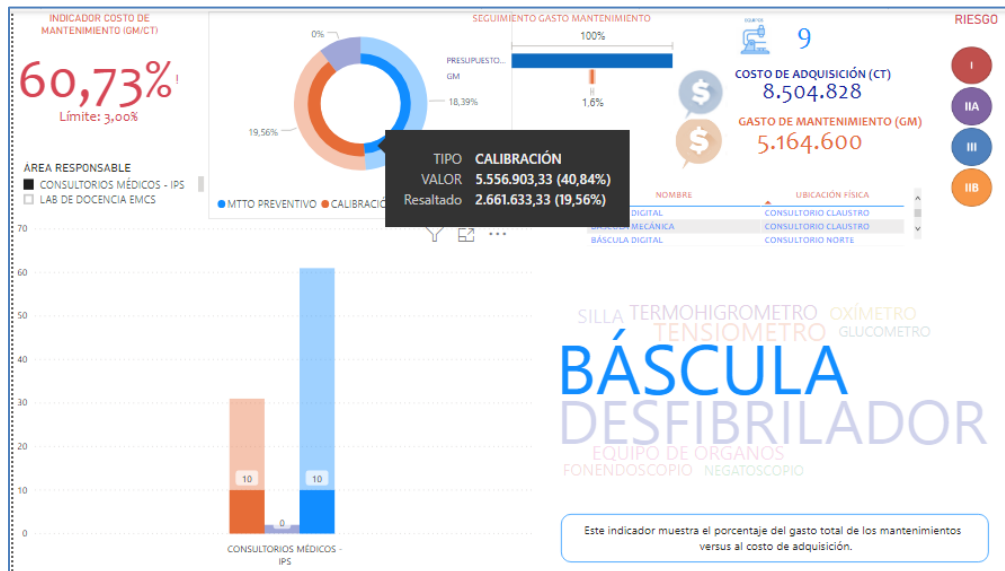 INDICADOR COSTO DE
MANTENIMIENTO (GM/CT)
60,73%!
Límite: 3,00%
0%
18,39%
19,56%
MTTO PREVENTIVO
SEGUIMIENTO GASTO MANTENIMIENTO
100%
PRESUPUESTO...
GM
1.6%
TIPO CALIBRACIÓN
VALOR 5.556.903,33 (40,84%)
Resaltado 2.661.633,33 (19,56%)
9
COSTO DE ADQUISICIÓN (CT)
8.504.828
GASTO DE MANTENIMIENTO (GM)
5.164.600
RIESGO
I
IIA
III
IIB
AREA RESPONSABLE
CONSULTORIOS MÉDICOS - IPS
LAB DE DOCENCIA EMCS
NOMBRE UBICACIÓN FÍSICA
DIGITAL CONSULTORIO CLAUSTRO
MECÁNICA CONSULTORIO CLAUSTRO
BÁSCULA DIGITAL CONSULTORIO NORTE
70
60
50
40
30
20
10
0
10
0
10
CONSULTORIOS MÉDICOS -
IPS
SILLA TERMOHIGROMETRO OXÍMETRO
TENSIOMETRO GLUCOMETRO
BÁSCULA
DESFIBRILADOR
EQUIPO DE ORGANOS
FONENDOSCOPIO NEGATOSCOPIO
Este indicador muestra el porcentaje del gasto total de los mantenimientos
versus al costo de adquisición.